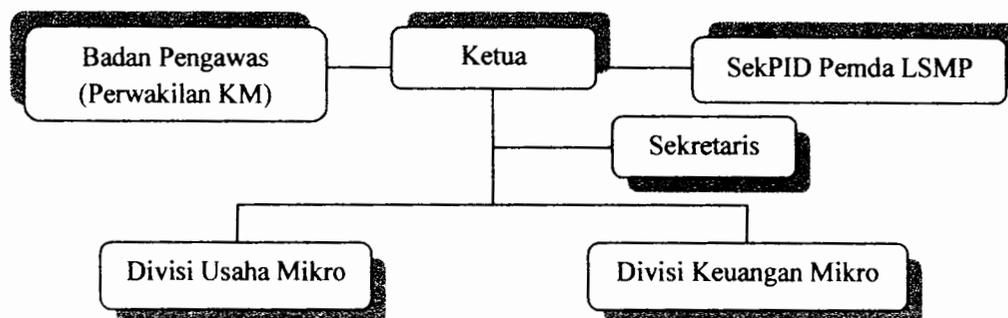 Badan Pengawas
(Perwakilan KM)
Ketua
SekPID Pemda LSMP
Sekretaris
Divisi Usaha Mikro
Divisi Keuangan Mikro